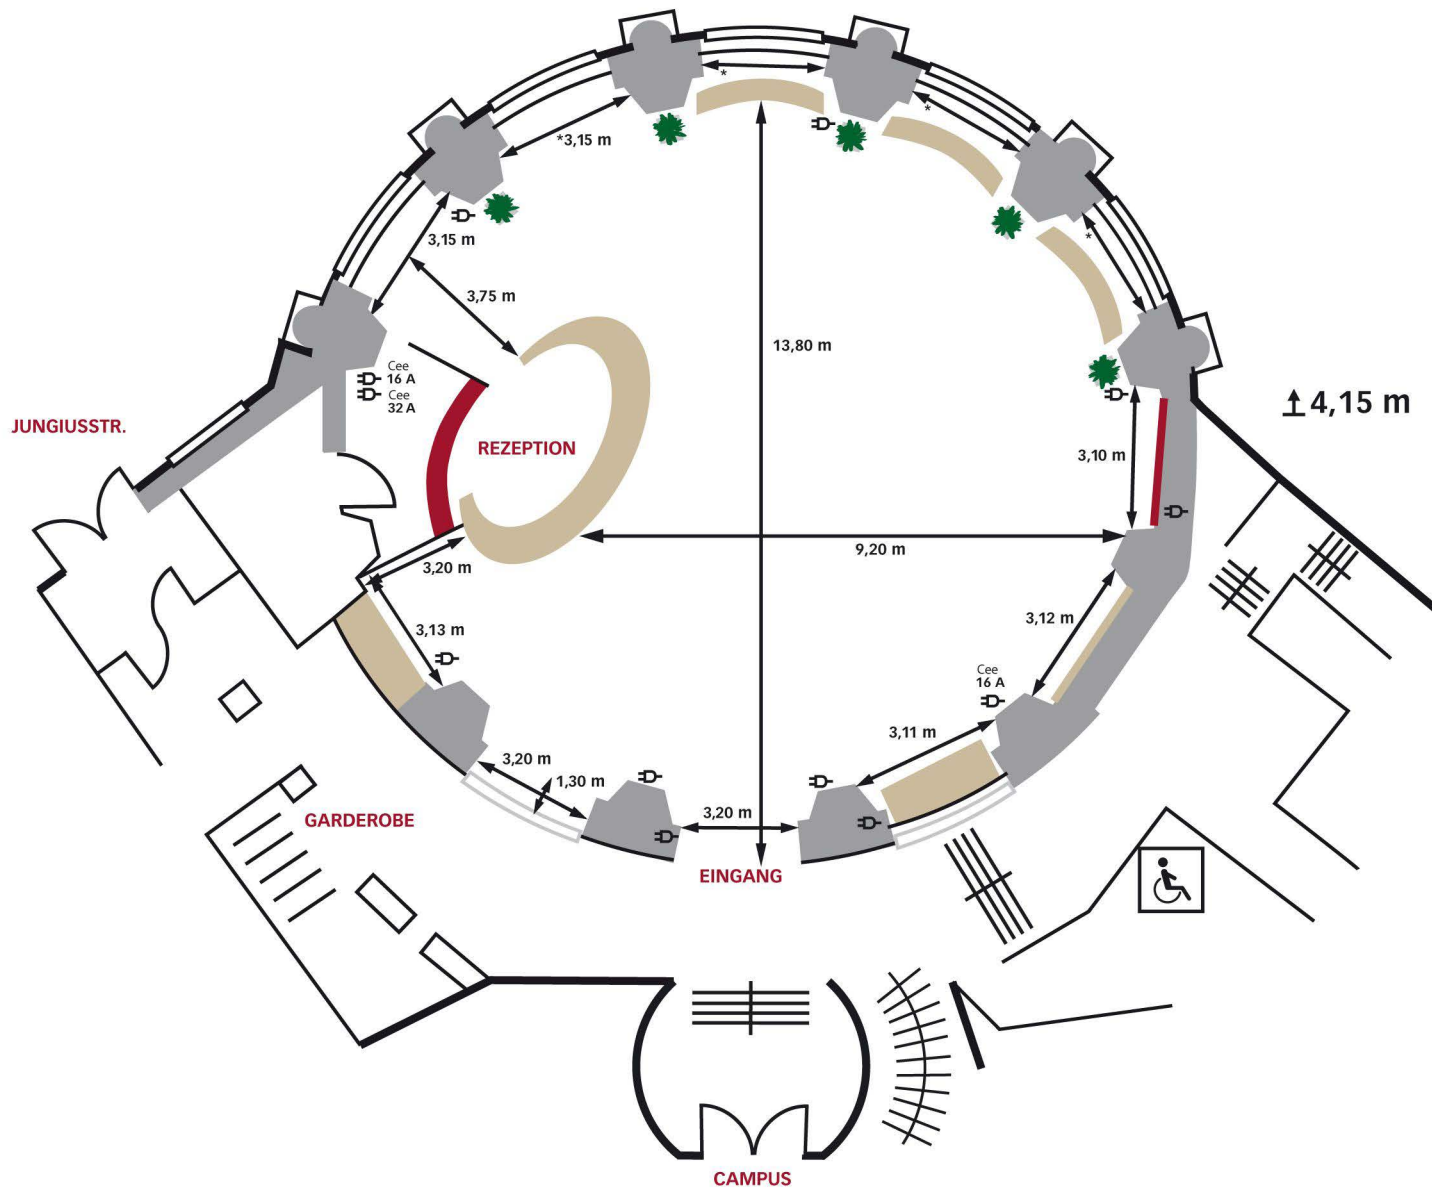 *
*
*3,15 m
*
3,15 m
3,75 m
13,80 m
Cee
16 A
Cee
32 A
4,15 m
JUNGIUSSTR.
REZEPTION
3,10 m
9,20 m
3,20 m
3,13 m
3,12 m
Cee
16 A
3,11 m
3,20 m
1,30 m
3,20 m
GARDEROBE
EINGANG
CAMPUS